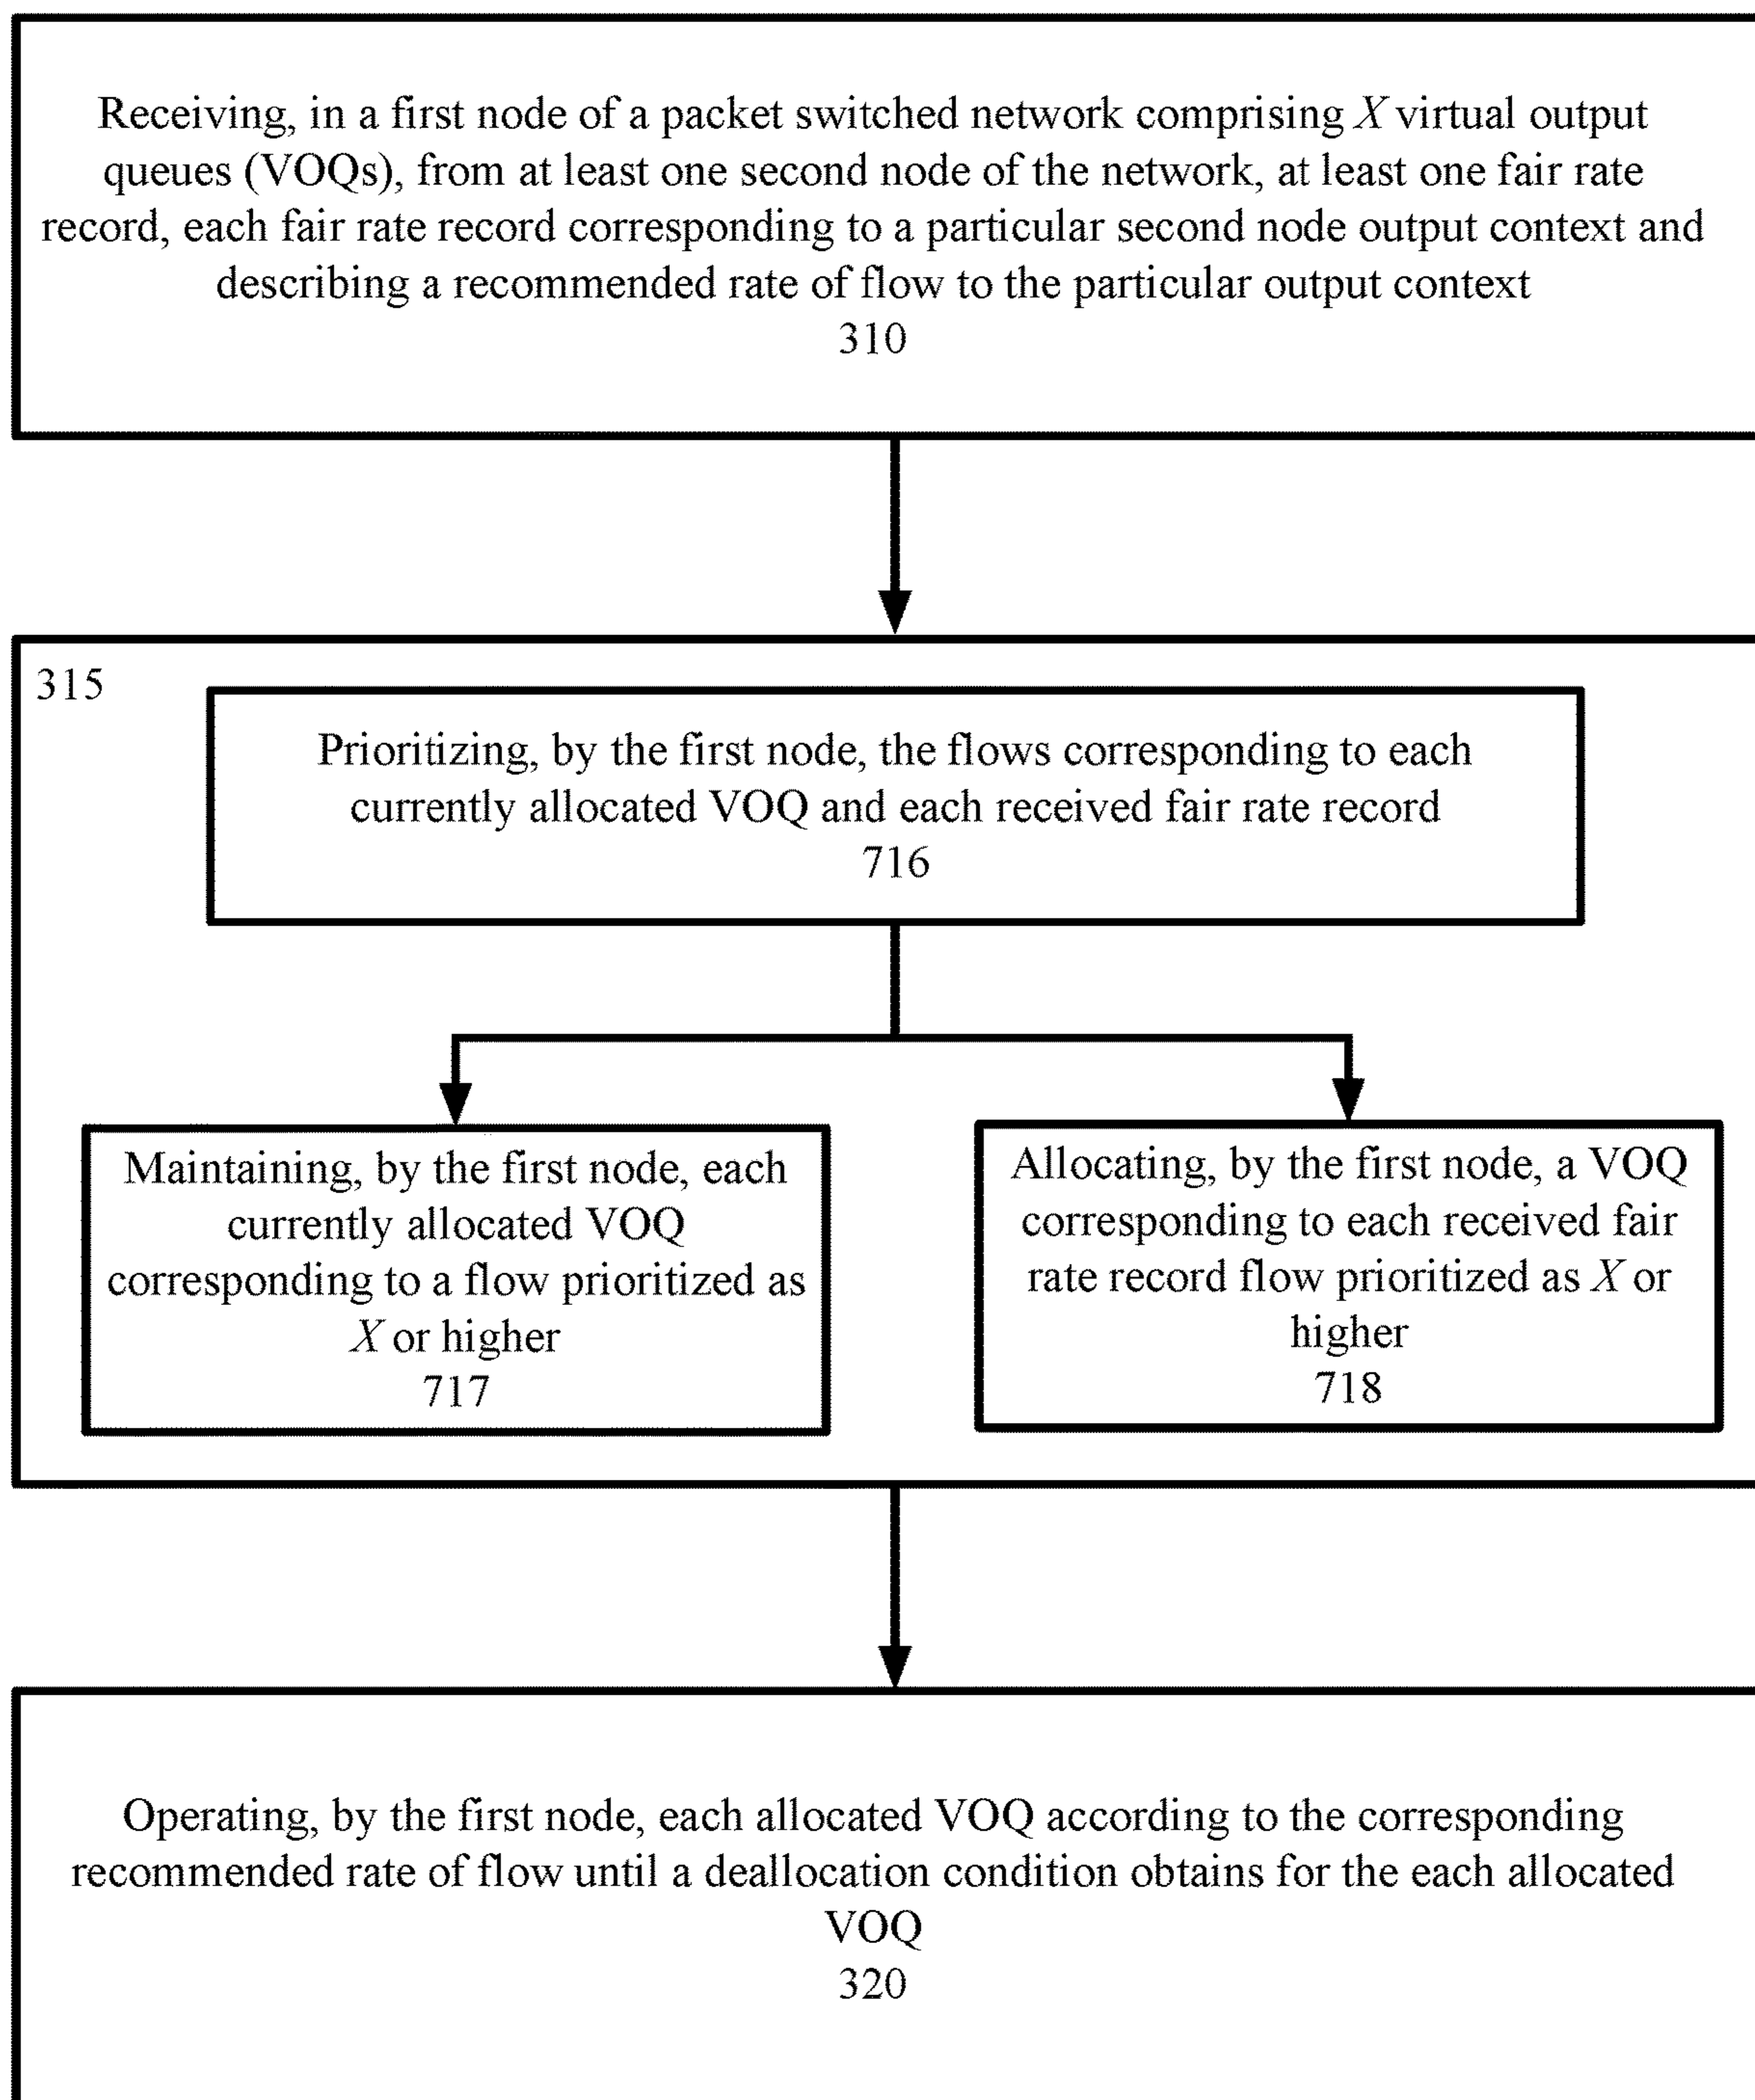 Receiving, in a first node of a packet switched network comprising X virtual output
queues (VOQs), from at least one second node of the network, at least one fair rate
record, each fair rate record corresponding to a particular second node output context and
describing a recommended rate of flow to the particular output context
310
315
Prioritizing, by the first node, the flows corresponding to each
currently allocated VOQ and each received fair rate record
716
Maintaining, by the first node, each
currently allocated VOQ
corresponding to a flow prioritized as
X or higher
717
Allocating, by the first node, a VOQ
corresponding to each received fair
rate record flow prioritized as X or
higher
718
Operating, by the first node, each allocated VOQ according to the corresponding
recommended rate of flow until a deallocation condition obtains for the each allocated
VOQ
320